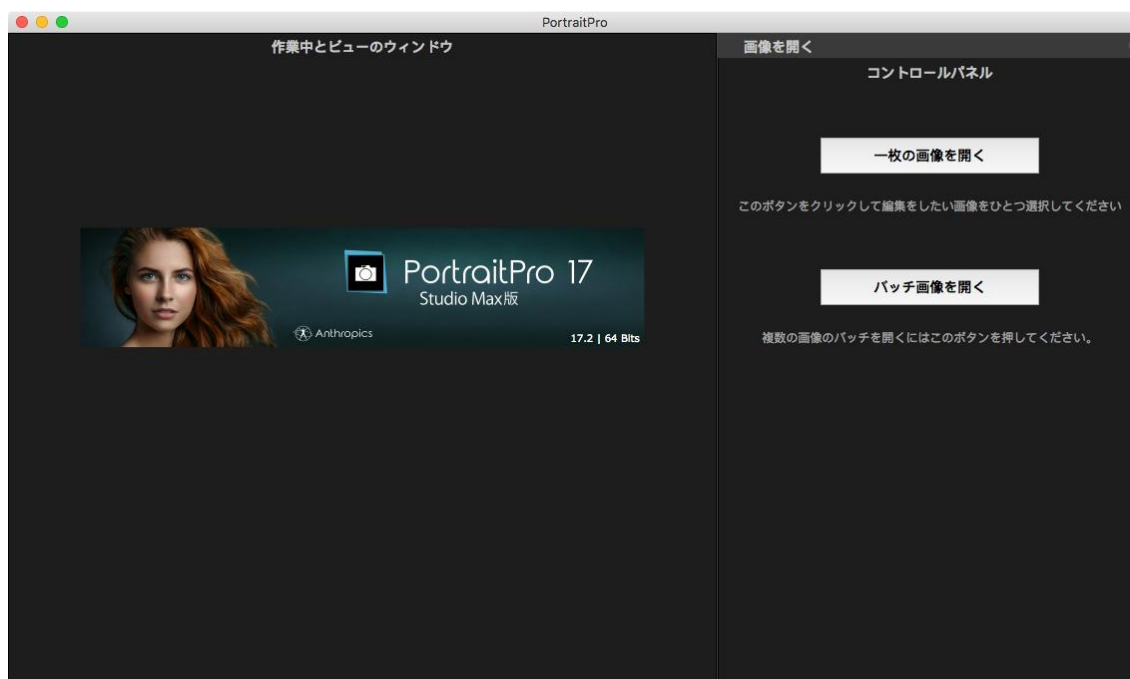 PortraitPro
作業中とビューのウィンドウ
画像を開く
コントロールパネル
一枚の画像を開く
このボタンをクリックして編集をしたい画像をひとつ選択してください
PortraitPro 17
Studio Max版
Anthropics
17.2 | 64 Bits
バッチ画像を開く
複数の画像のバッチを開くにはこのボタンを押してください。